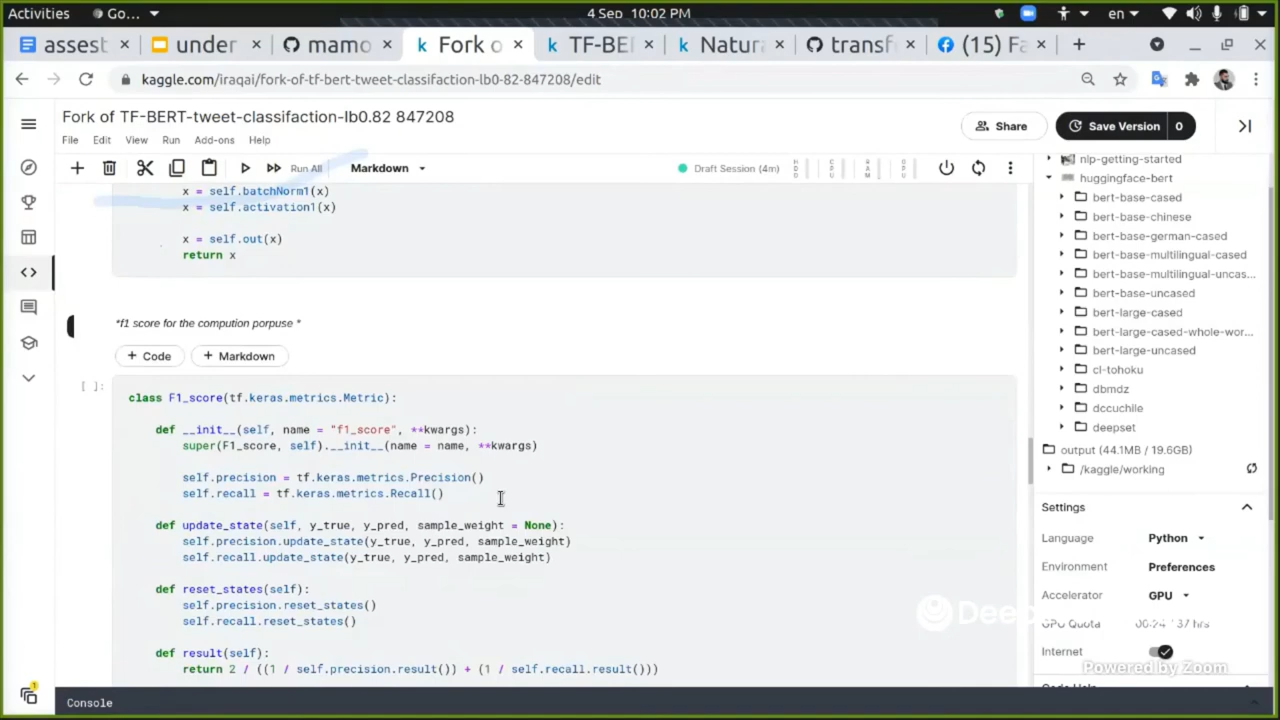 Activities
Go...
4 Sep 10:02 PM
en
assest
under
mamo
k Fork o
k TF-BE
k Natura
transf
(15) Fa
kaggle.com/iraqai/fork-of-tf-bert-tweet-classifaction-lb0-82-847208/edit
Fork of TF-BERT-tweet-classifaction-lb0.82 847208
File Edit View Run Add-ons Help
Share
Save Version 0
Run All
Markdown
Draft Session (4m)
x = self.batchNorm1(x)
x = self.activation1(x)
x = self.out(x)
return x
*f1 score for the compution porpuse *
+ Code
+ Markdown
[ ]:
class F1_score(tf.keras.metrics.Metric):
def __init__(self, name = "f1_score", **kwargs):
super(F1_score, self).__init__(name = name, **kwargs)
self.precision = tf.keras.metrics.Precision()
self.recall = tf.keras.metrics.Recall()
def update_state(self, y_true, y_pred, sample_weight = None):
self.precision.update_state(y_true, y_pred, sample_weight)
self.recall.update_state(y_true, y_pred, sample_weight)
def reset_states(self):
self.precision.reset_states()
self.recall.reset_states()
def result(self):
return 2 / ((1 / self.precision.result()) + (1 / self.recall.result()))
Console
nlp-getting-started
huggingface-bert
bert-base-cased
bert-base-chinese
bert-base-german-cased
bert-base-multilingual-cased
bert-base-multilingual-uncas...
bert-base-uncased
bert-large-cased
bert-large-cased-whole-wor...
bert-large-uncased
cl-tohoku
dbmdz
dccuchile
deepset
output (44.1MB / 19.6GB)
/kaggle/working
Settings
Language Python
Environment Preferences
Accelerator GPU
GPU Quota
Internet
Powered by Zoom